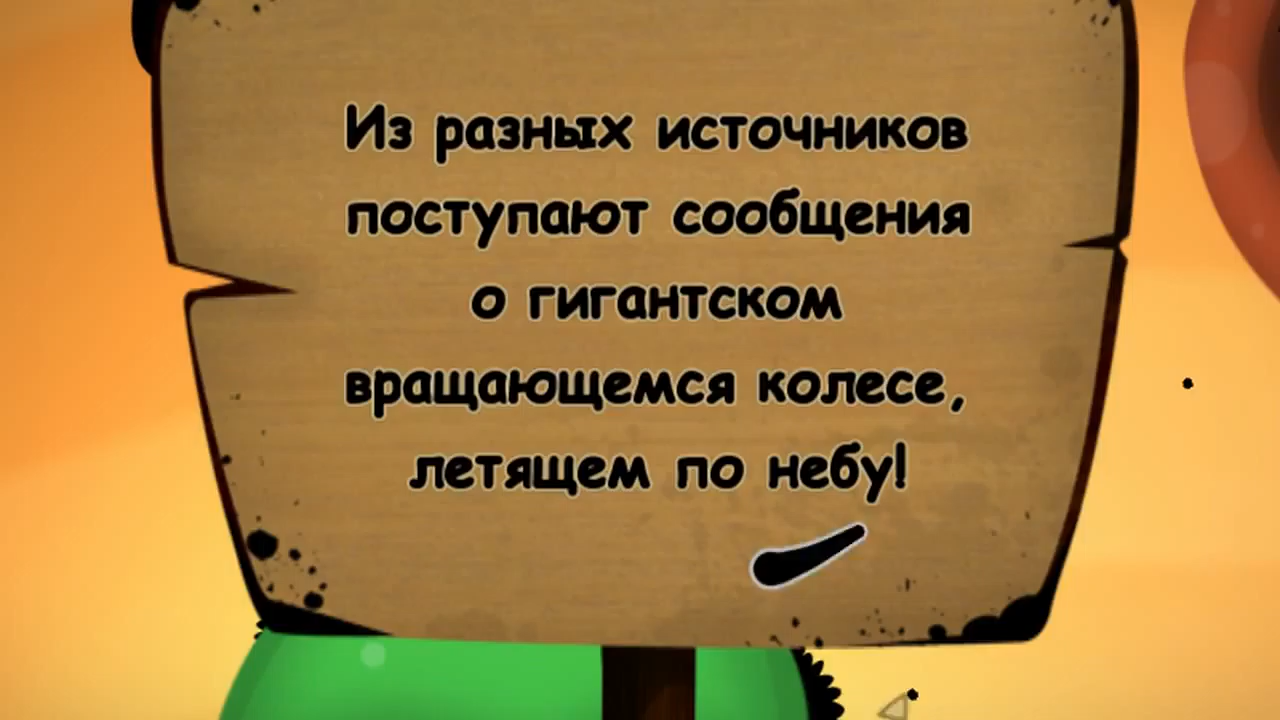 Из разных источников
поступают сообщения
о гигантском
вращающемся колесе,
летящем по небу!